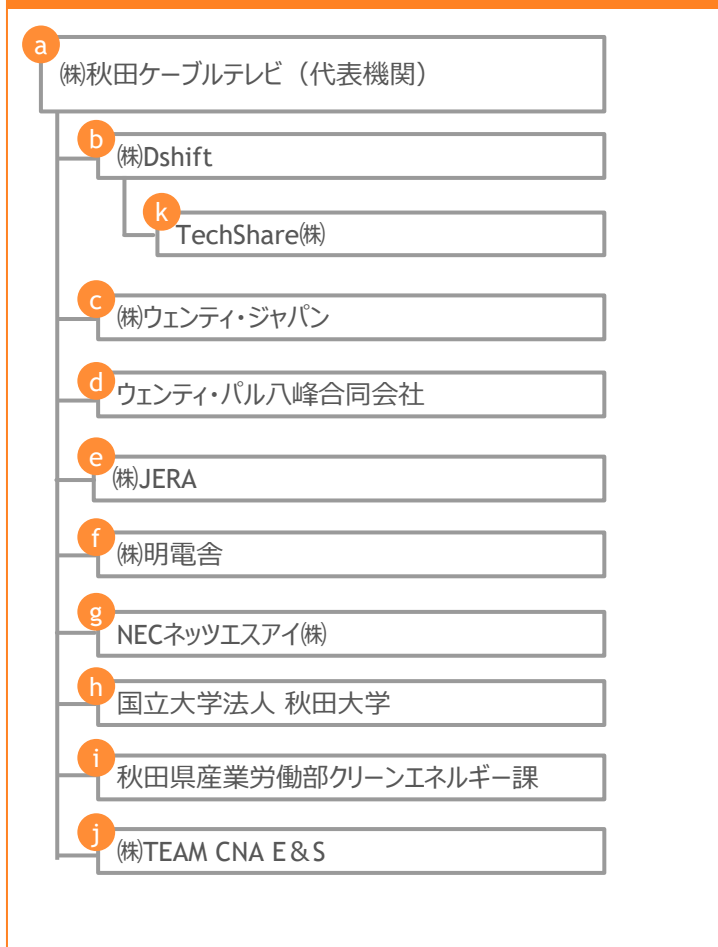 a
㈱秋田ケーブルテレビ（代表機関）
b
㈱Dshift
k
TechShare㈱
c
㈱ウェンティ・ジャパン
d
ウェンティ・パル八峰合同会社
e
㈱JERA
f
㈱明電舎
g
NECネッツエスアイ㈱
h
国立大学法人 秋田大学
i
秋田県産業労働部クリーンエネルギー課
j
㈱TEAM CNA E＆S